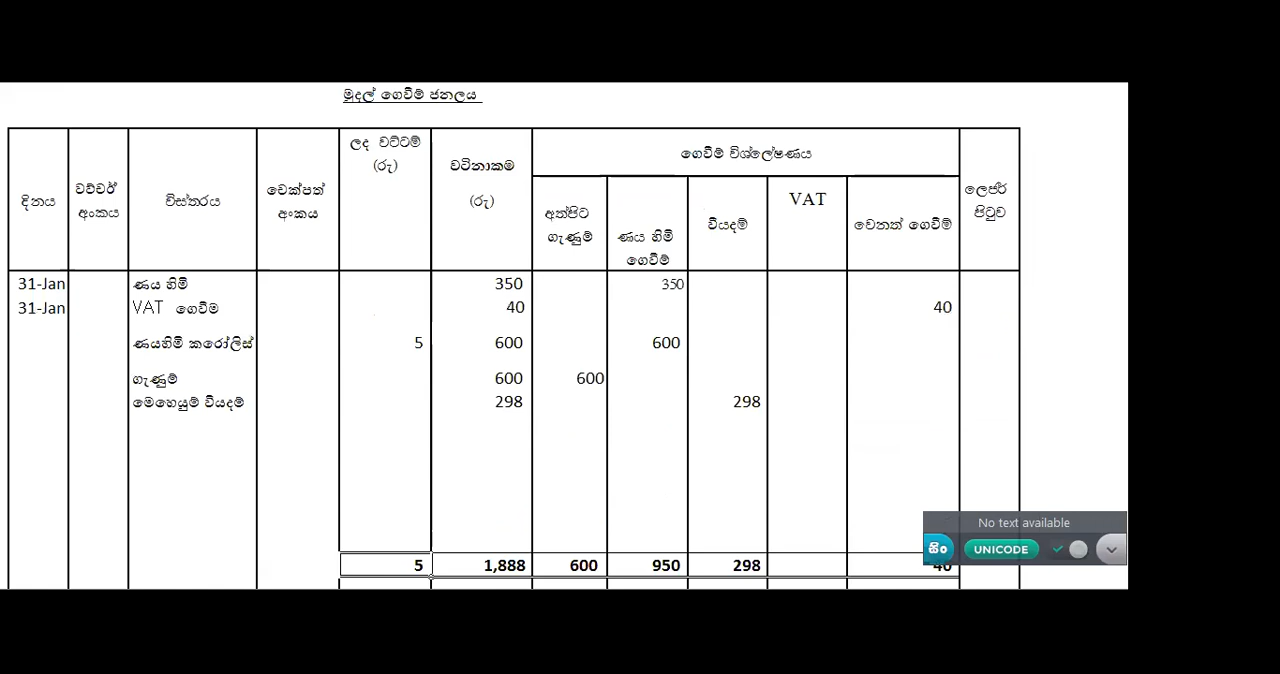 මුදල් ගෙවීම් ජනලය
දිනය
වව්චර් අංකය
විස්තරය
චෙක්පත් අංකය
ලද වට්ටම් (රු)
වටිනාකම (රු)
ගෙවීම් විශ්ලේෂණය
අත්පිට ගැණුම්
ණය හිමි ගෙවීම්
වියදම්
VAT
වෙනත් ගෙවීම්
ලෙජර් පිටුව
31-Jan ණය හිමි 350 350
31-Jan VAT ගෙවීම 40 40
ණයහිමි කරෝලිස් 5 600 600
ගැණුම් 600 600
මෙහෙයුම් වියදම් 298 298
5 1,888 600 950 298 40
No text available
සිං UNICODE